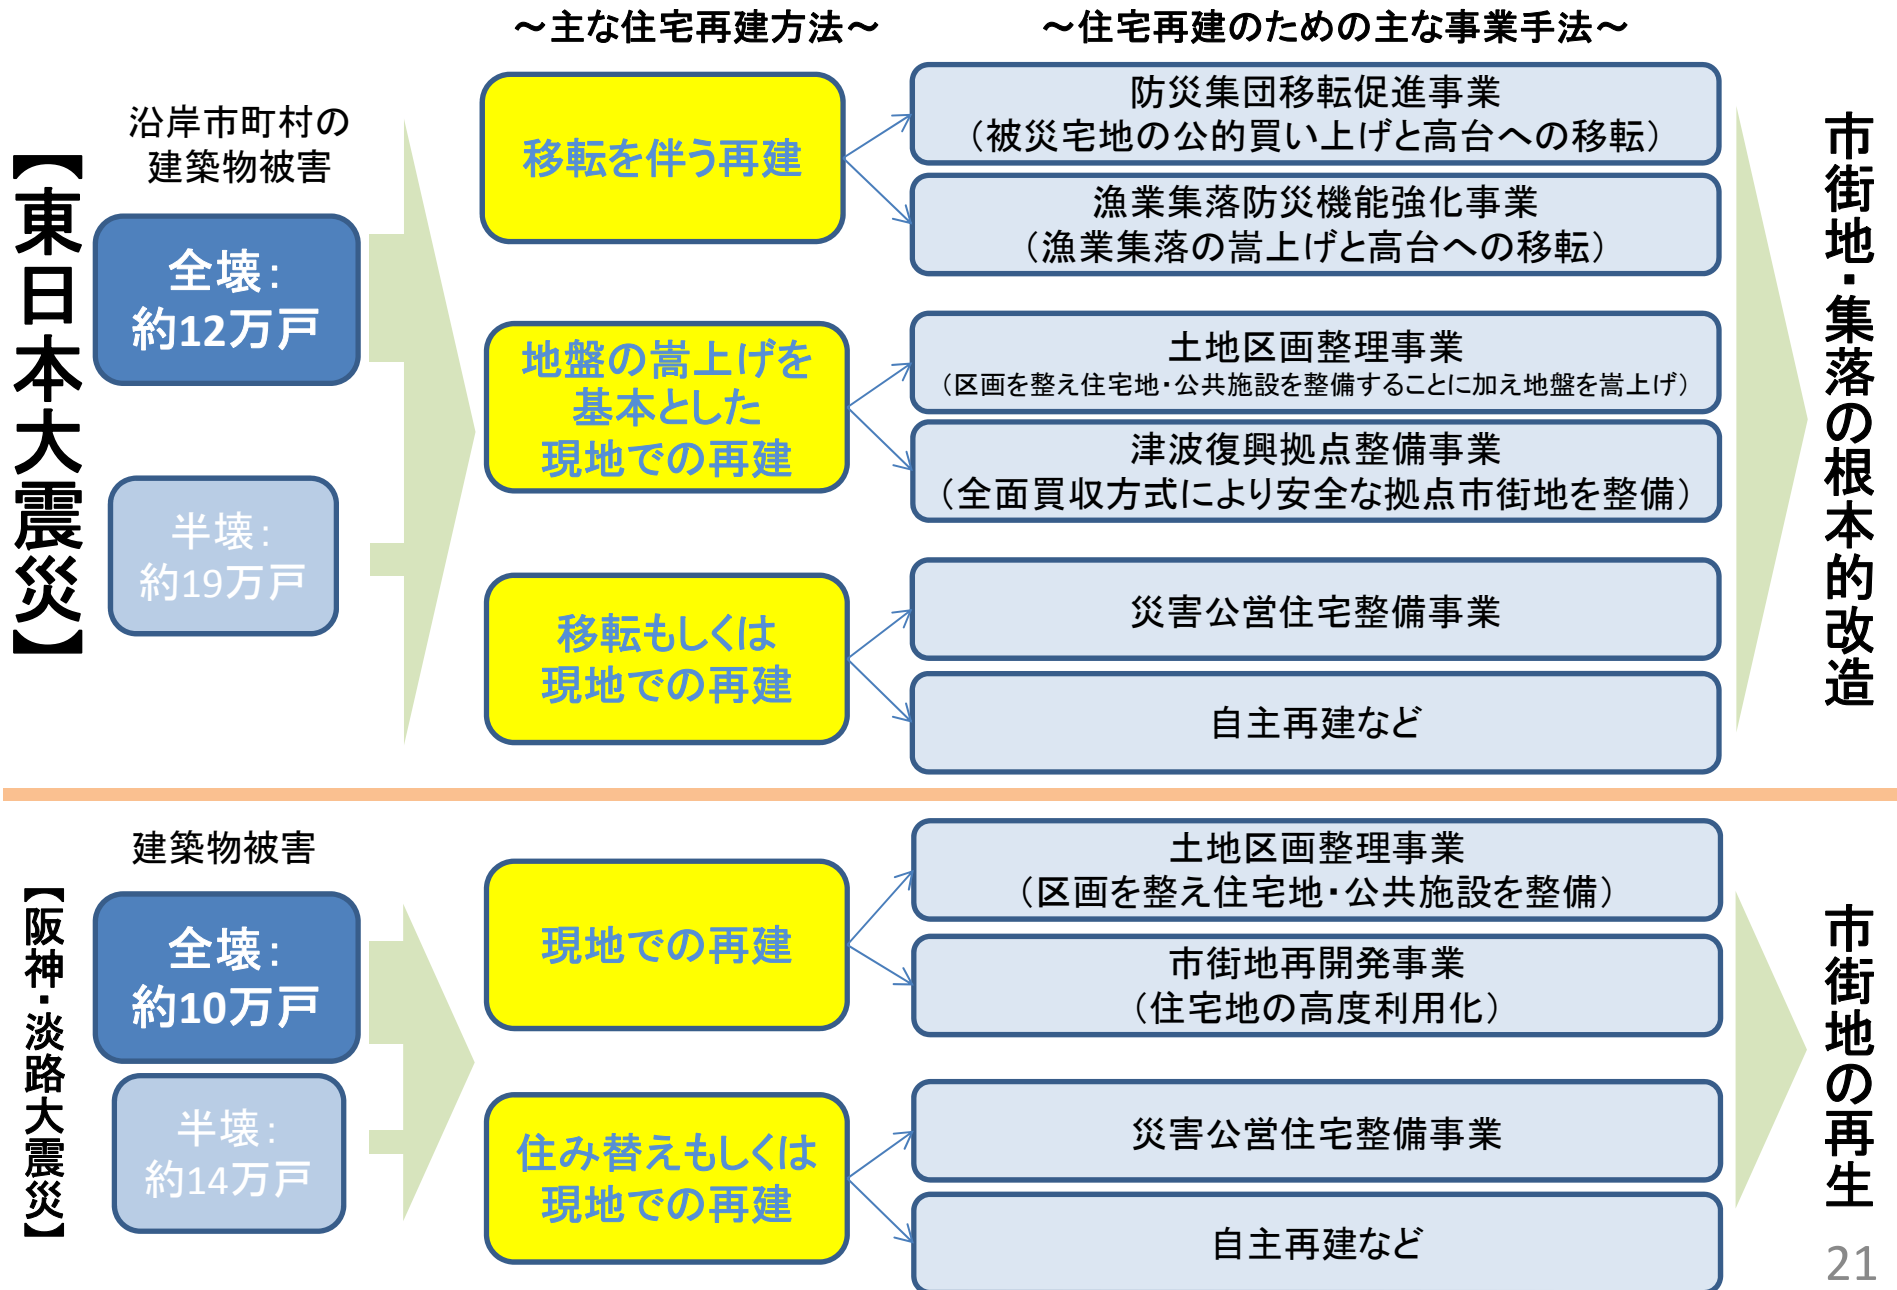 ～主な住宅再建方法～
～住宅再建のための主な事業手法～
【東日本大震災】
沿岸市町村の
建築物被害
全壊：
約12万戸
半壊：
約19万戸
移転を伴う再建
防災集団移転促進事業
（被災宅地の公的買い上げと高台への移転）
漁業集落防災機能強化事業
（漁業集落の嵩上げと高台への移転）
地盤の嵩上げを
基本とした
現地での再建
土地区画整理事業
（区画を整え住宅地・公共施設を整備することに加え地盤を嵩上げ）
津波復興拠点整備事業
（全面買収方式により安全な拠点市街地を整備）
移転もしくは
現地での再建
災害公営住宅整備事業
自主再建など
市街地・集落の根本的改造
【阪神・淡路大震災】
建築物被害
全壊：
約10万戸
半壊：
約14万戸
現地での再建
土地区画整理事業
（区画を整え住宅地・公共施設を整備）
市街地再開発事業
（住宅地の高度利用化）
住み替えもしくは
現地での再建
災害公営住宅整備事業
自主再建など
市街地の再生
21